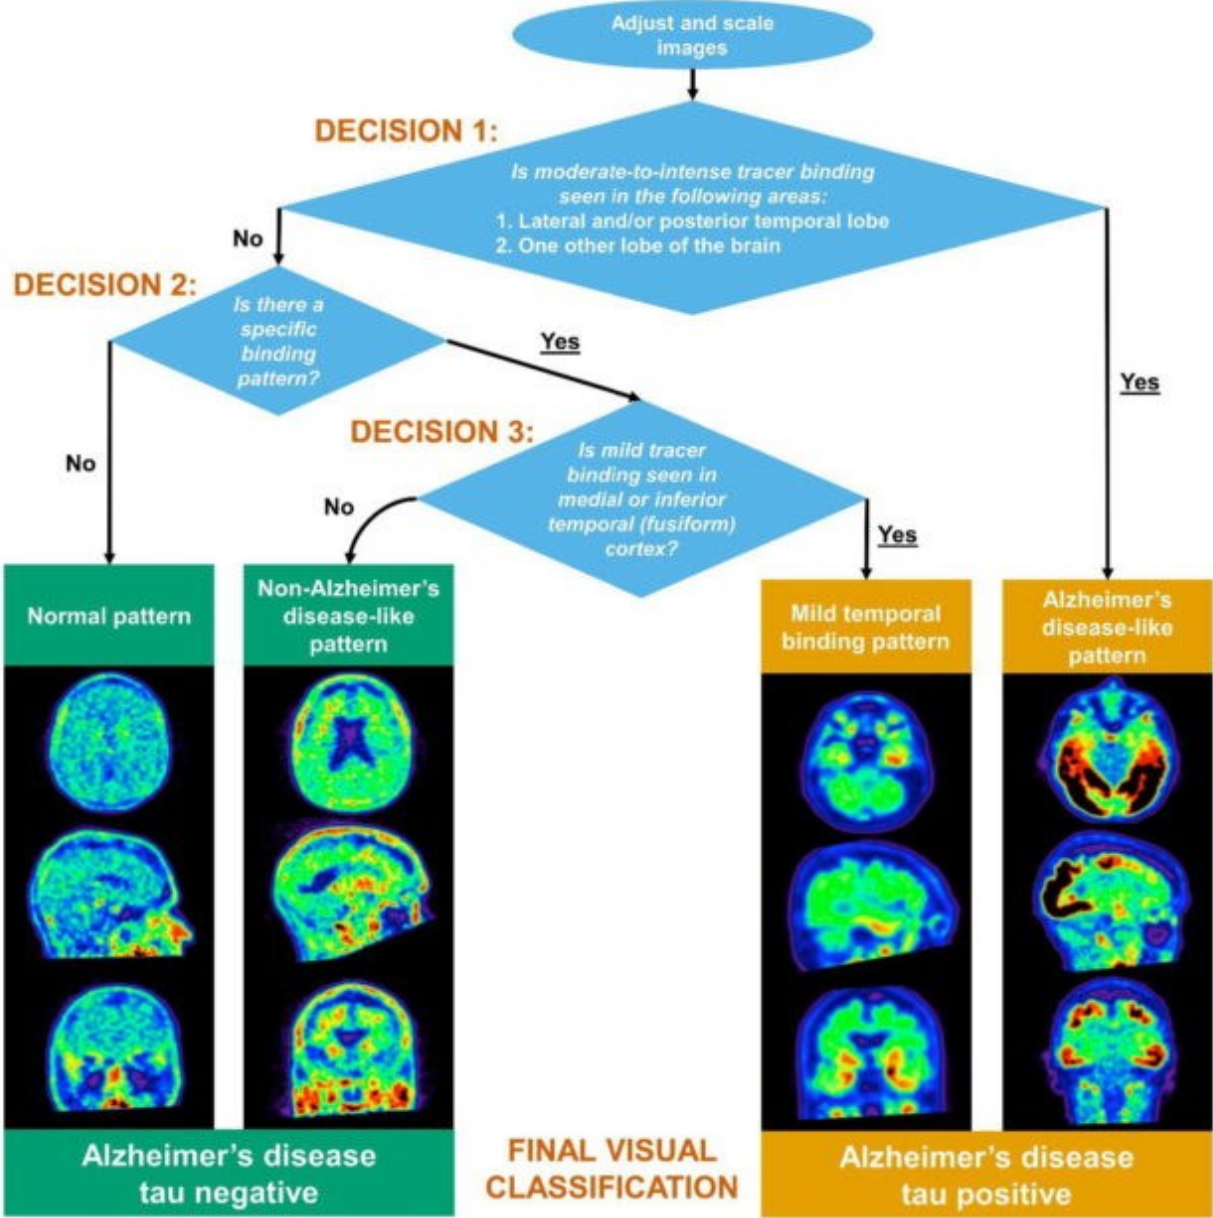 Adjust and scale
images
DECISION 1:
Is moderate-to-intense tracer binding
seen in the following areas:
1. Lateral and/or posterior temporal lobe
2. One other lobe of the brain
No
Yes
DECISION 2:
Is there a
specific
binding
pattern?
No
Yes
DECISION 3:
Is mild tracer
binding seen in
medial or inferior
temporal (fusiform)
cortex?
No
Yes
Normal pattern
Non-Alzheimer's
disease-like
pattern
Mild temporal
binding pattern
Alzheimer's
disease-like
pattern
Alzheimer's disease
tau negative
FINAL VISUAL
CLASSIFICATION
Alzheimer's disease
tau positive